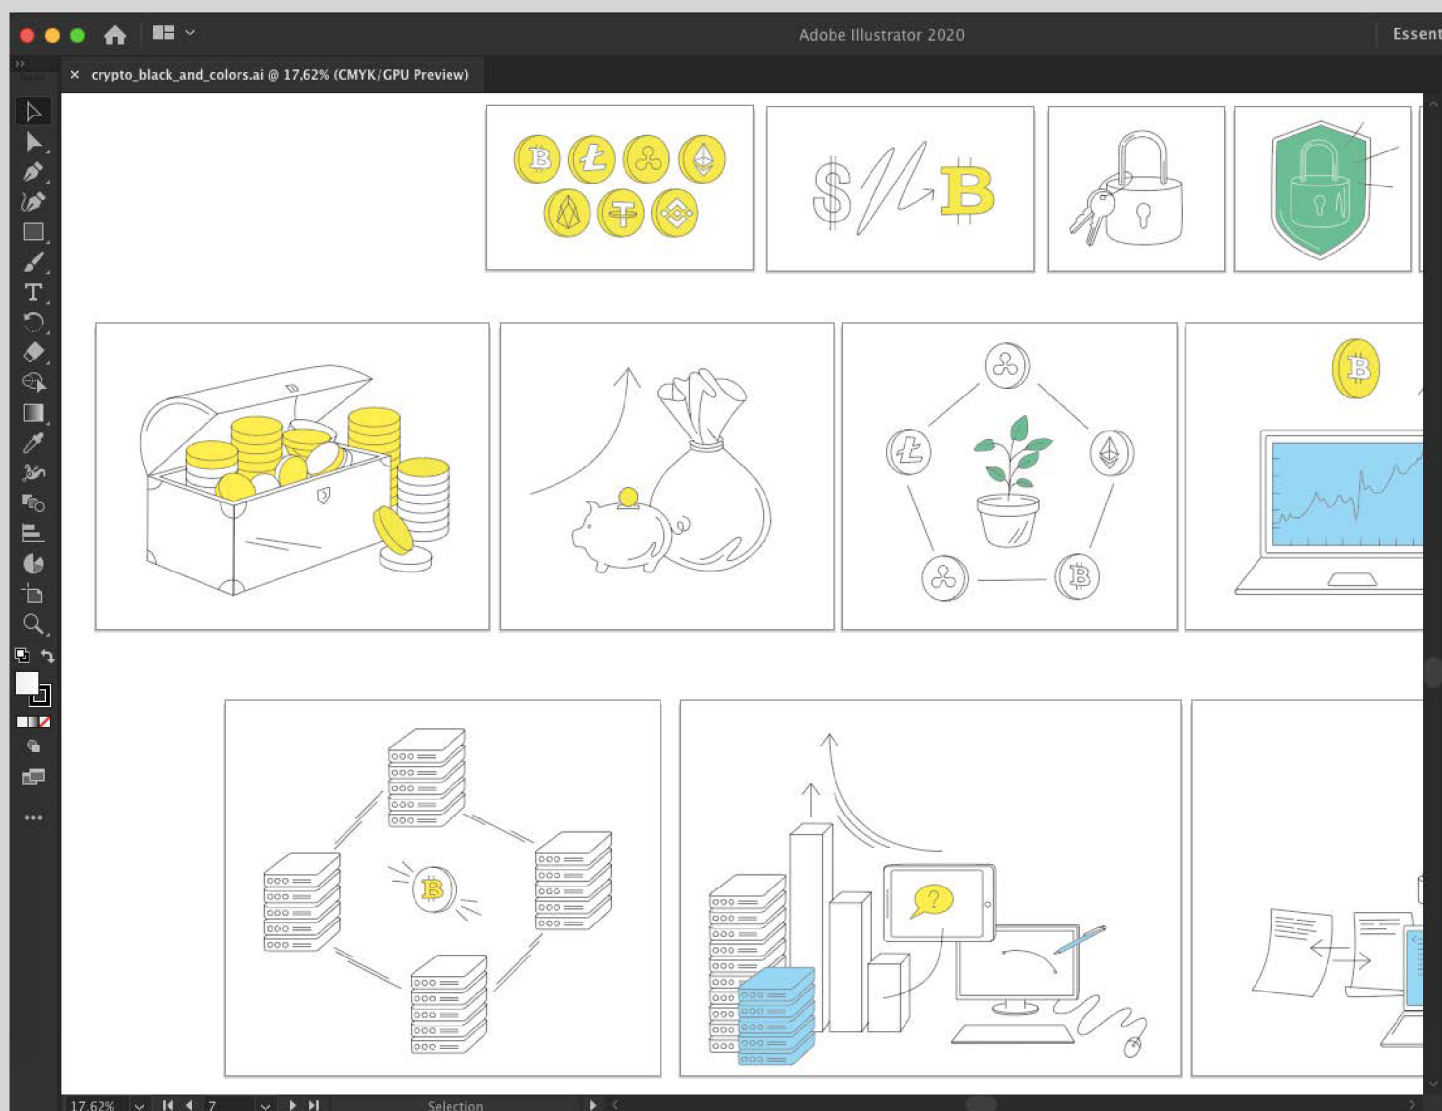 Adobe Illustrator 2020
Essent
crypto_black_and_colors.ai @ 17,62% (CMYK/GPU Preview)
$ B
?
17,62% 7 Selection